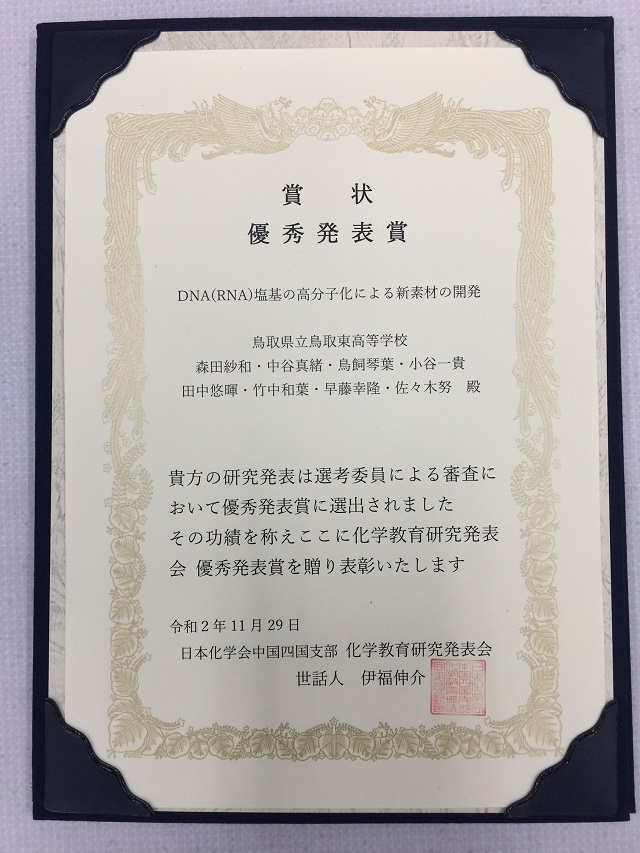 賞 状
優秀発表賞
DNA(RNA)塩基の高分子化による新素材の開発
鳥取県立鳥取東高等学校
森田紗和・中谷真緒・鳥飼琴葉・小谷一貴
田中悠暉・竹中和葉・早藤幸隆・佐々木努 殿
貴方の研究発表は選考委員による審査に
おいて優秀発表賞に選出されました
その功績を称えここに化学教育研究発表
会 優秀発表賞を贈り表彰いたします
令和2年11月29日
日本化学会中国四国支部 化学教育研究発表会
世話人 伊福伸介